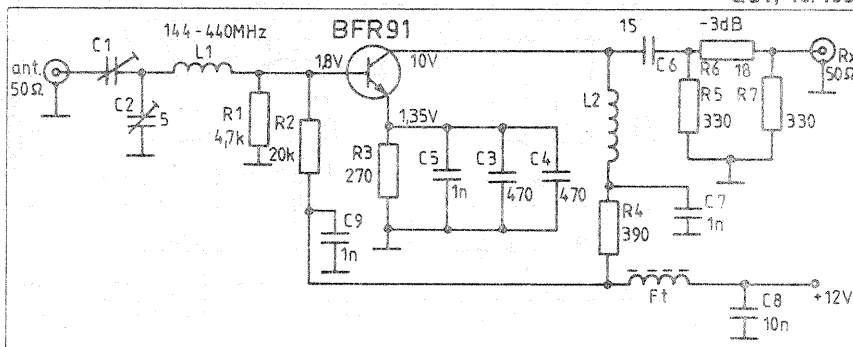 144-440MHz
BFR91
15
-3dB
C1
L1
1,8V
10V
C6
R6
18
Rx
50Ω
ant.
50Ω
C2
5
R1
4,7k
R2
20k
1,35V
L2
R5
330
R7
330
R3
270
C5
1n
C3
470
C4
470
C9
1n
R4
390
C7
1n
Ft
+12V
C8
10n